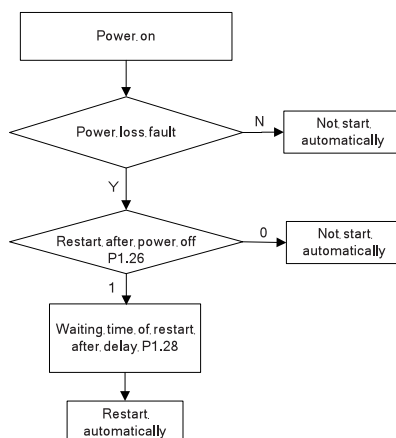 Power on
Power loss fault
N
Not start
automatically
Y
Restart after power off
P1.26
0
Not start
automatically
1
Waiting time of restart
after delay, P1.28
Restart
automatically